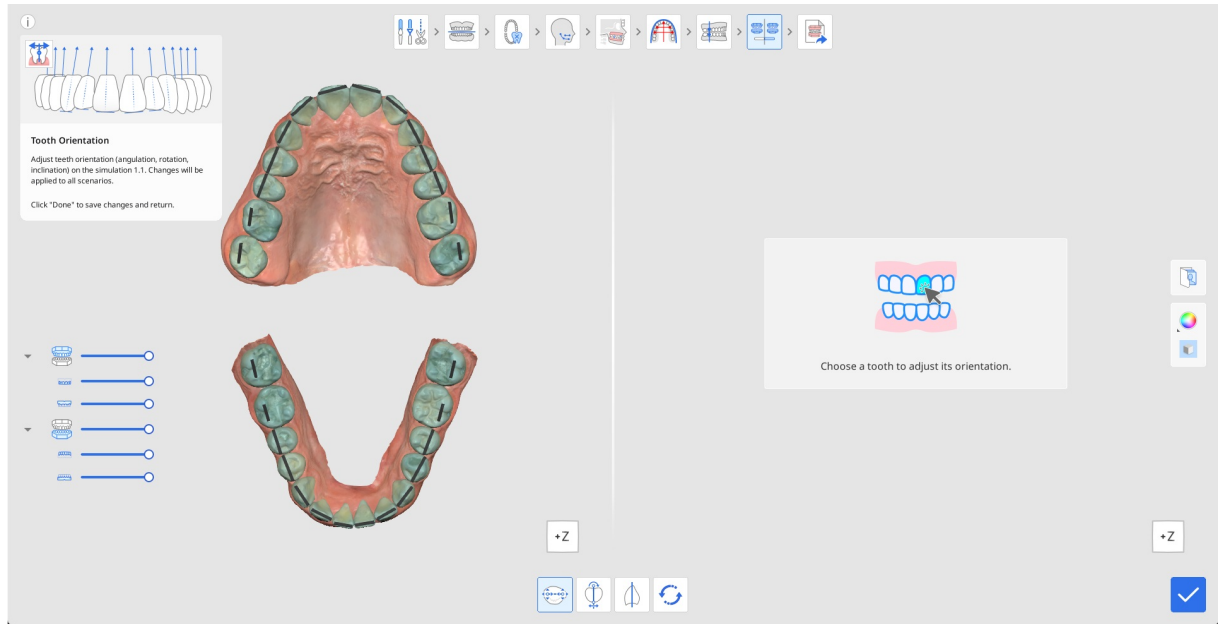 Tooth Orientation
Adjust teeth orientation (angulation, rotation,
inclination) on the simulation 1.1. Changes will be
applied to all scenarios.
Click "Done" to save changes and return.
Choose a tooth to adjust its orientation.
+Z
+Z